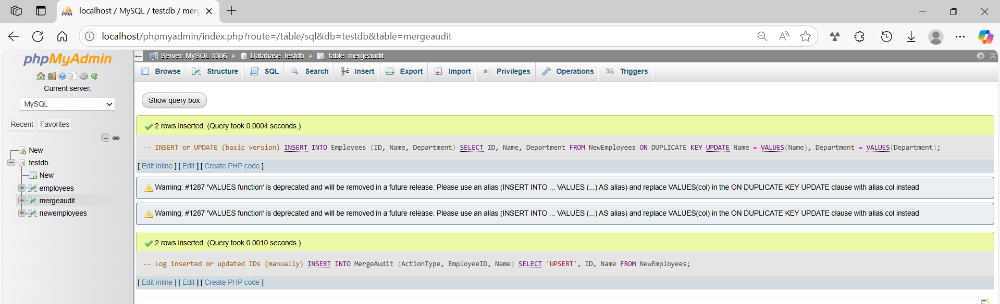 localhost / MySQL / testdb / mer
localhost/phpmyadmin/index.php?route=/table/sql&db=testdb&table=mergeaudit
phpMyAdmin
Current server:
MySQL
Recent
Favorites
New
testdb
New
employees
mergeaudit
newemployees
Server: MySQL:3306 » Database: testdb » Table: mergeaudit
Browse
Structure
SQL
Search
Insert
Export
Import
Privileges
Operations
Triggers
Show query box
2 rows inserted. (Query took 0.0004 seconds.)
-- INSERT or UPDATE (basic version) INSERT INTO Employees (ID, Name, Department) SELECT ID, Name, Department FROM NewEmployees ON DUPLICATE KEY UPDATE Name = VALUES(Name), Department = VALUES(Department);
[ Edit inline ] [ Edit ] [ Create PHP code ]
Warning: #1287 'VALUES function' is deprecated and will be removed in a future release. Please use an alias (INSERT INTO ... VALUES (...) AS alias) and replace VALUES(col) in the ON DUPLICATE KEY UPDATE clause with alias.col instead
Warning: #1287 'VALUES function' is deprecated and will be removed in a future release. Please use an alias (INSERT INTO ... VALUES (...) AS alias) and replace VALUES(col) in the ON DUPLICATE KEY UPDATE clause with alias.col instead
2 rows inserted. (Query took 0.0010 seconds.)
-- Log inserted or updated IDs (manually) INSERT INTO MergeAudit (ActionType, EmployeeID, Name) SELECT 'UPSERT', ID, Name FROM NewEmployees;
[ Edit inline ] [ Edit ] [ Create PHP code ]